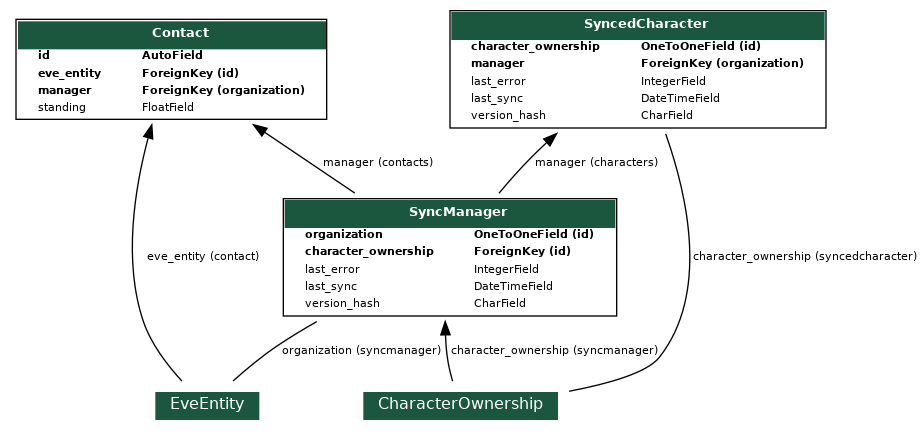 Contact
id AutoField
eve_entity ForeignKey (id)
manager ForeignKey (organization)
standing FloatField
SyncedCharacter
character_ownership OneToOneField (id)
manager ForeignKey (organization)
last_error IntegerField
last_sync DateTimeField
version_hash CharField
manager (contacts)
manager (characters)
SyncManager
organization OneToOneField (id)
character_ownership ForeignKey (id)
last_error IntegerField
last_sync DateTimeField
version_hash CharField
eve_entity (contact)
character_ownership (syncedcharacter)
organization (syncmanager)
character_ownership (syncmanager)
EveEntity
CharacterOwnership